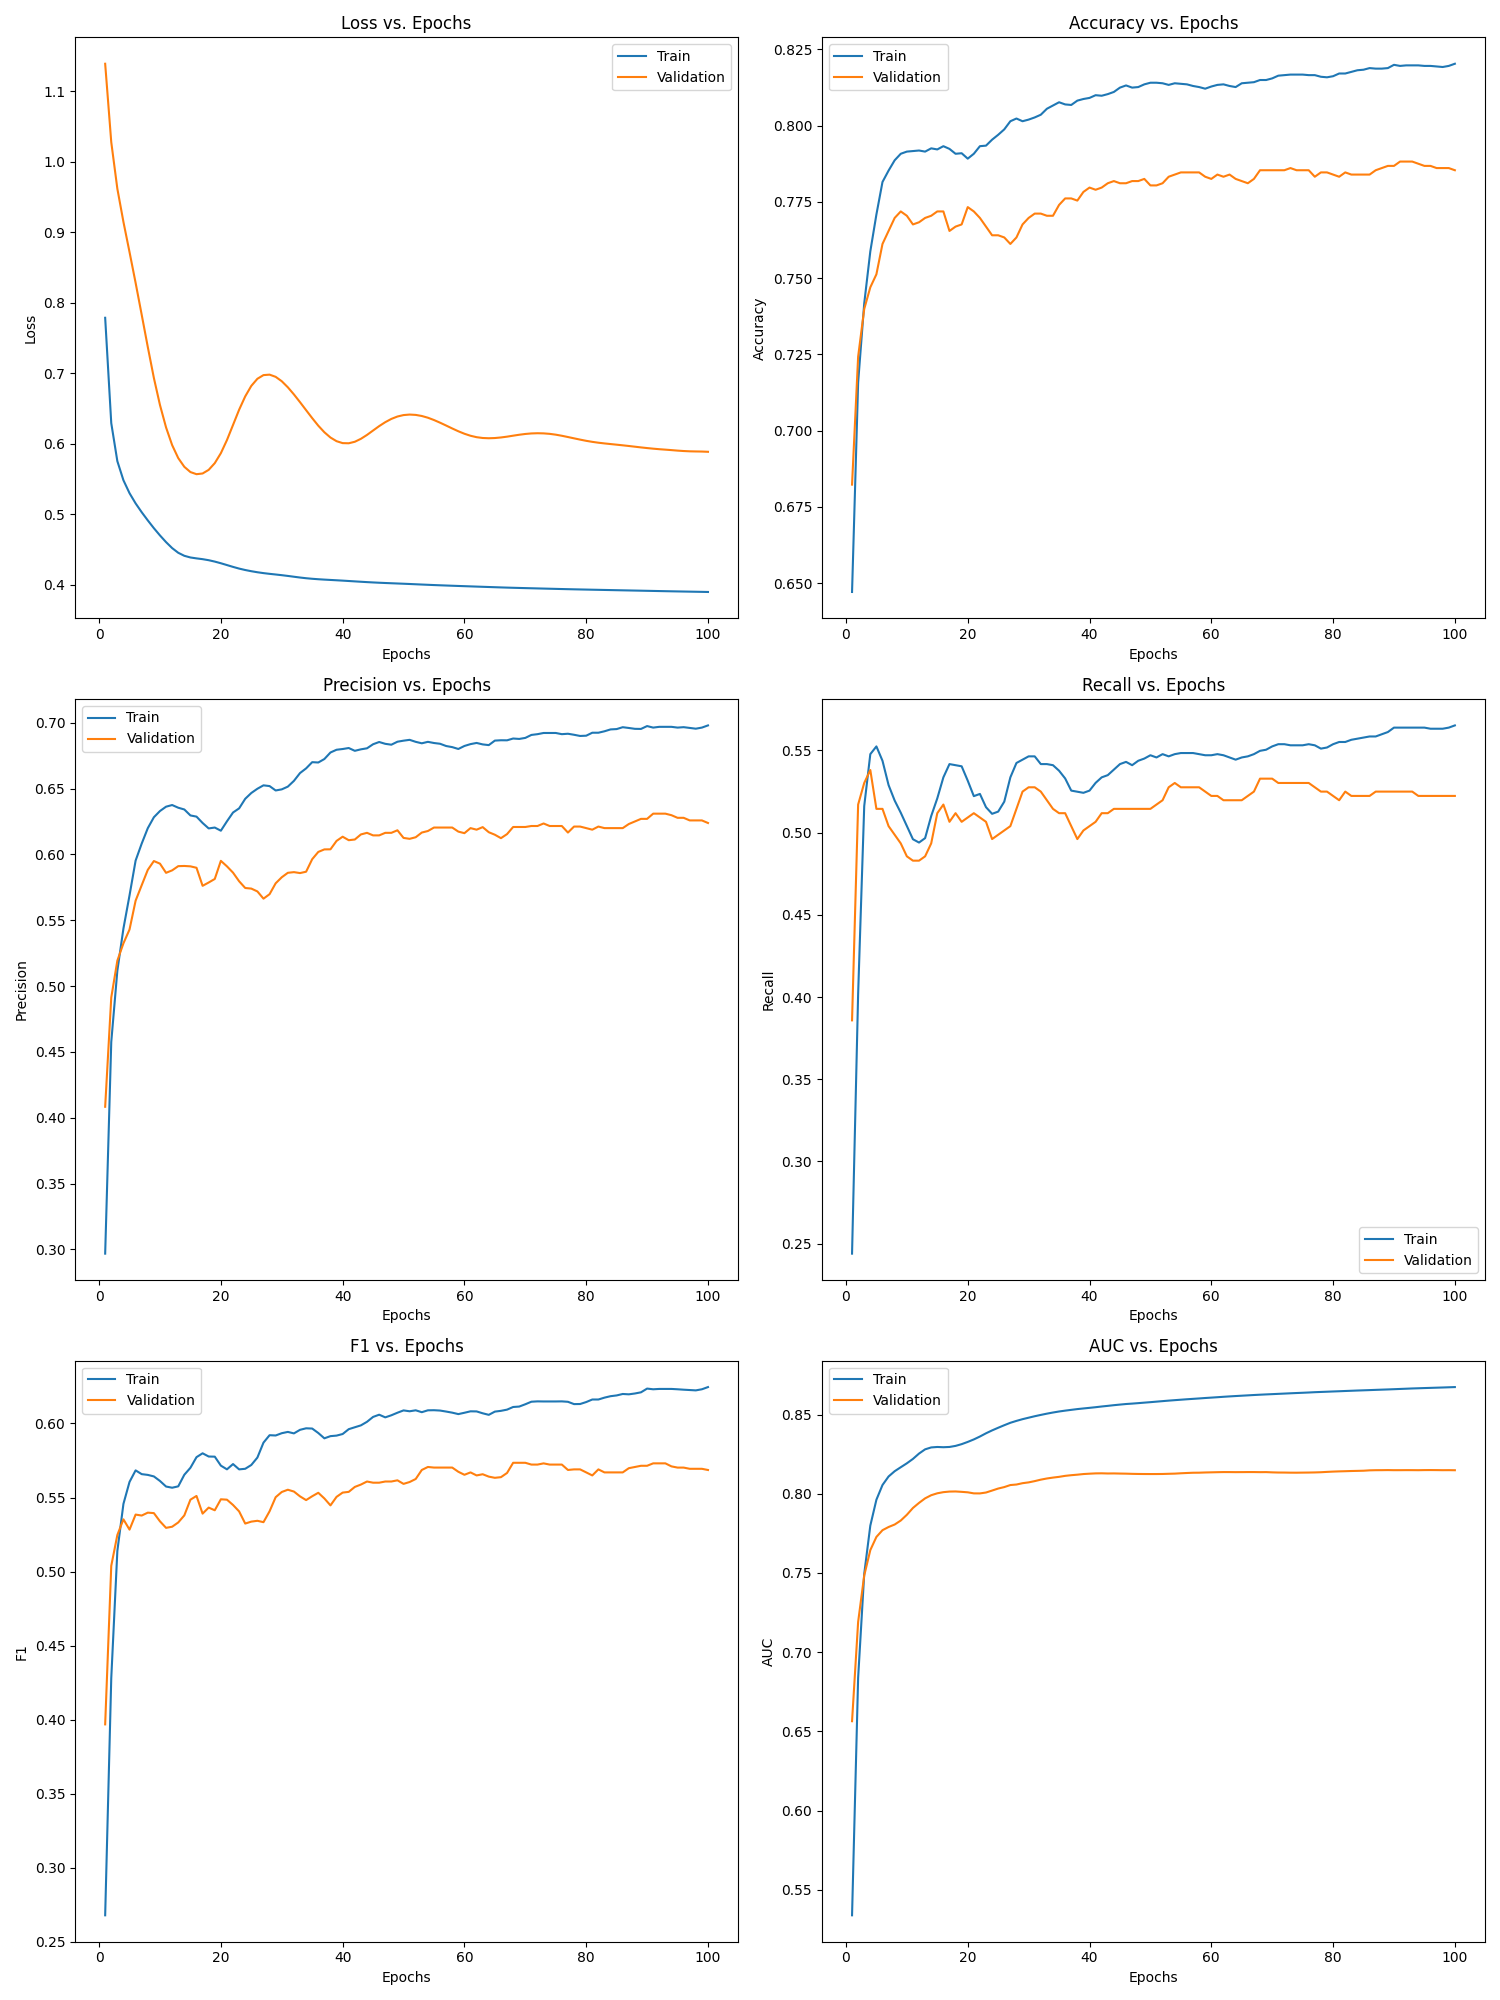 Loss vs. Epochs
Train
Validation
1.1
1.0
0.9
0.8
0.7
0.6
0.5
0.4
Loss
0 20 40 60 80 100
Epochs
Accuracy vs. Epochs
Train
Validation
0.825
0.800
0.775
0.750
0.725
0.700
0.675
0.650
Accuracy
0 20 40 60 80 100
Epochs
Precision vs. Epochs
Train
Validation
0.70
0.65
0.60
0.55
0.50
0.45
0.40
0.35
0.30
Precision
0 20 40 60 80 100
Epochs
Recall vs. Epochs
0.55
0.50
0.45
0.40
0.35
0.30
0.25
Recall
Train
Validation
0 20 40 60 80 100
Epochs
F1 vs. Epochs
Train
Validation
0.60
0.55
0.50
0.45
0.40
0.35
0.30
0.25
F1
0 20 40 60 80 100
Epochs
AUC vs. Epochs
Train
Validation
0.85
0.80
0.75
0.70
0.65
0.60
0.55
AUC
0 20 40 60 80 100
Epochs